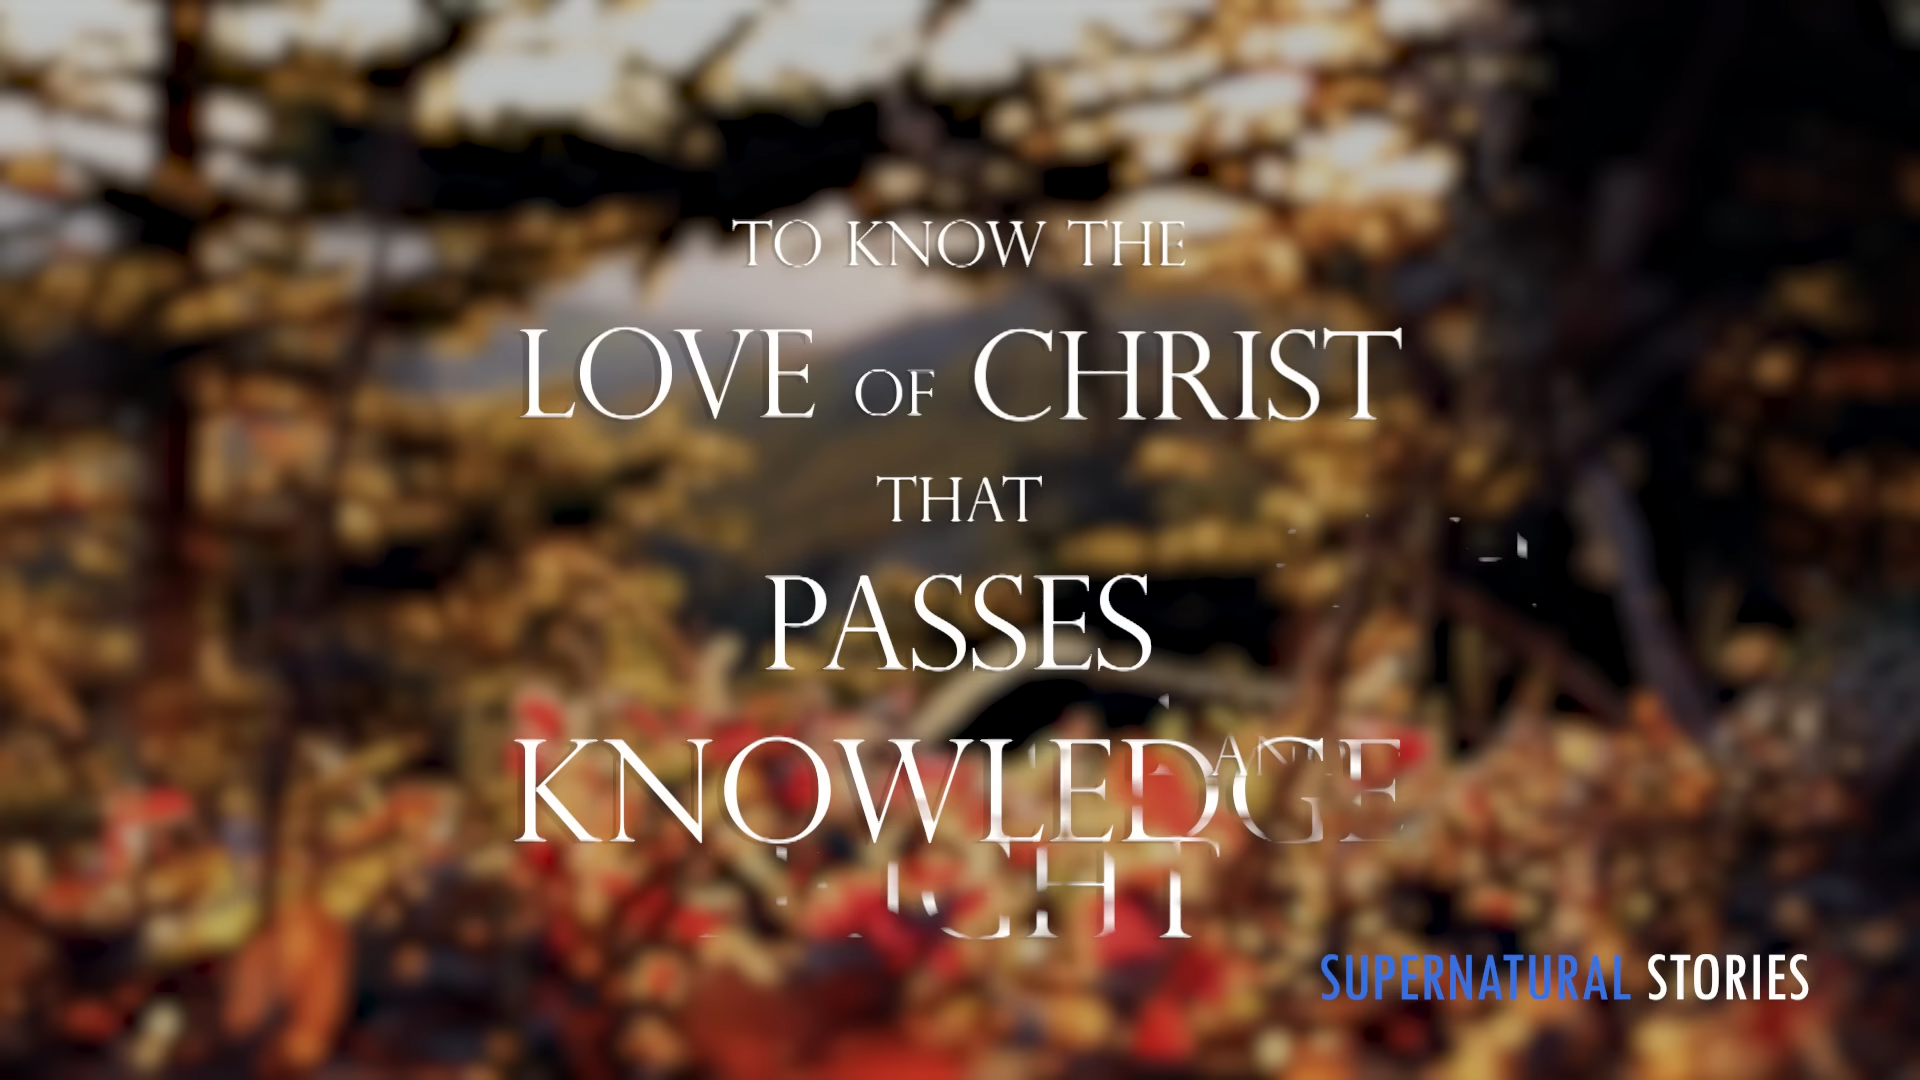 TO KNOW THE
LOVE OF CHRIST
THAT
PASSES
KNOWLEDGE
SUPERNATURAL STORIES